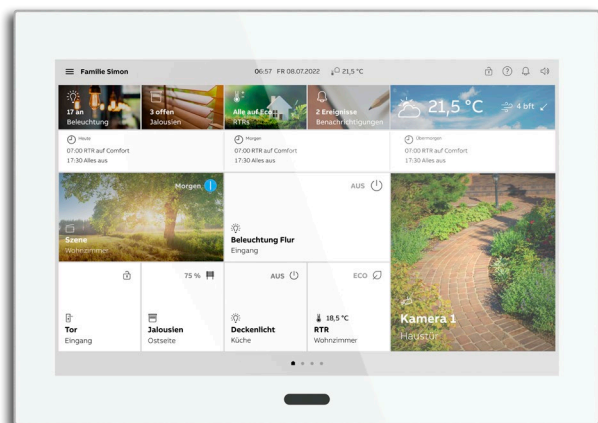 Familie Simon
06:57 FR 08.07.2022 21,5 °C
17 an
Beleuchtung
3 offen
Jalousien
Alle auf Eco
RTRs
2 Ereignisse
Benachrichtigungen
21,5 °C
4 bft
Heute
07:00 RTR auf Comfort
17:30 Alles aus
Morgen
07:00 RTR auf Comfort
17:30 Alles aus
Übermorgen
07:00 RTR auf Comfort
17:30 Alles aus
Morgen,
Szene
Wohnzimmer
AUS
Beleuchtung Flur
Eingang
Kamera 1
Haustür
Tor
Eingang
75 %
Jalousien
Ostseite
AUS
Deckenlicht
Küche
ECO
18,5 °C
RTR
Wohnzimmer